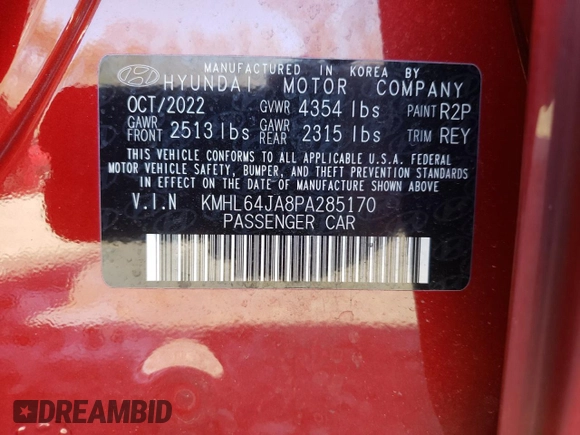 MANUFACTURED IN KOREA BY
HYUNDAI MOTOR COMPANY
OCT/2022 GVWR 4354 lbs PAINT R2P
GAWR FRONT 2513 lbs GAWR REAR 2315 lbs TRIM REY
THIS VEHICLE CONFORMS TO ALL APPLICABLE U.S.A. FEDERAL
MOTOR VEHICLE SAFETY, BUMPER, AND THEFT PREVENTION STANDARDS
IN EFFECT ON THE DATE OF MANUFACTURE SHOWN ABOVE
V.I.N KMHL64JA8PA285170
PASSENGER CAR
DREAMBID